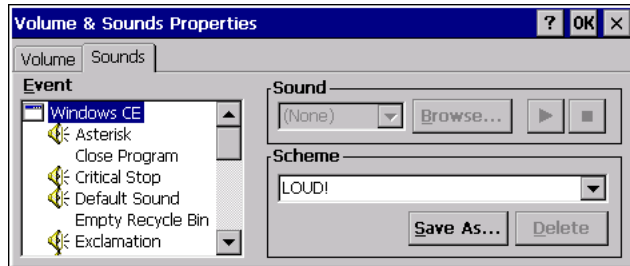 Volume & Sounds Properties ? OK ×
Volume Sounds
Event
Windows CE
Asterisk
Close Program
Critical Stop
Default Sound
Empty Recycle Bin
Exclamation
Sound
(None) Browse...
Scheme
LOUD!
Save As... Delete